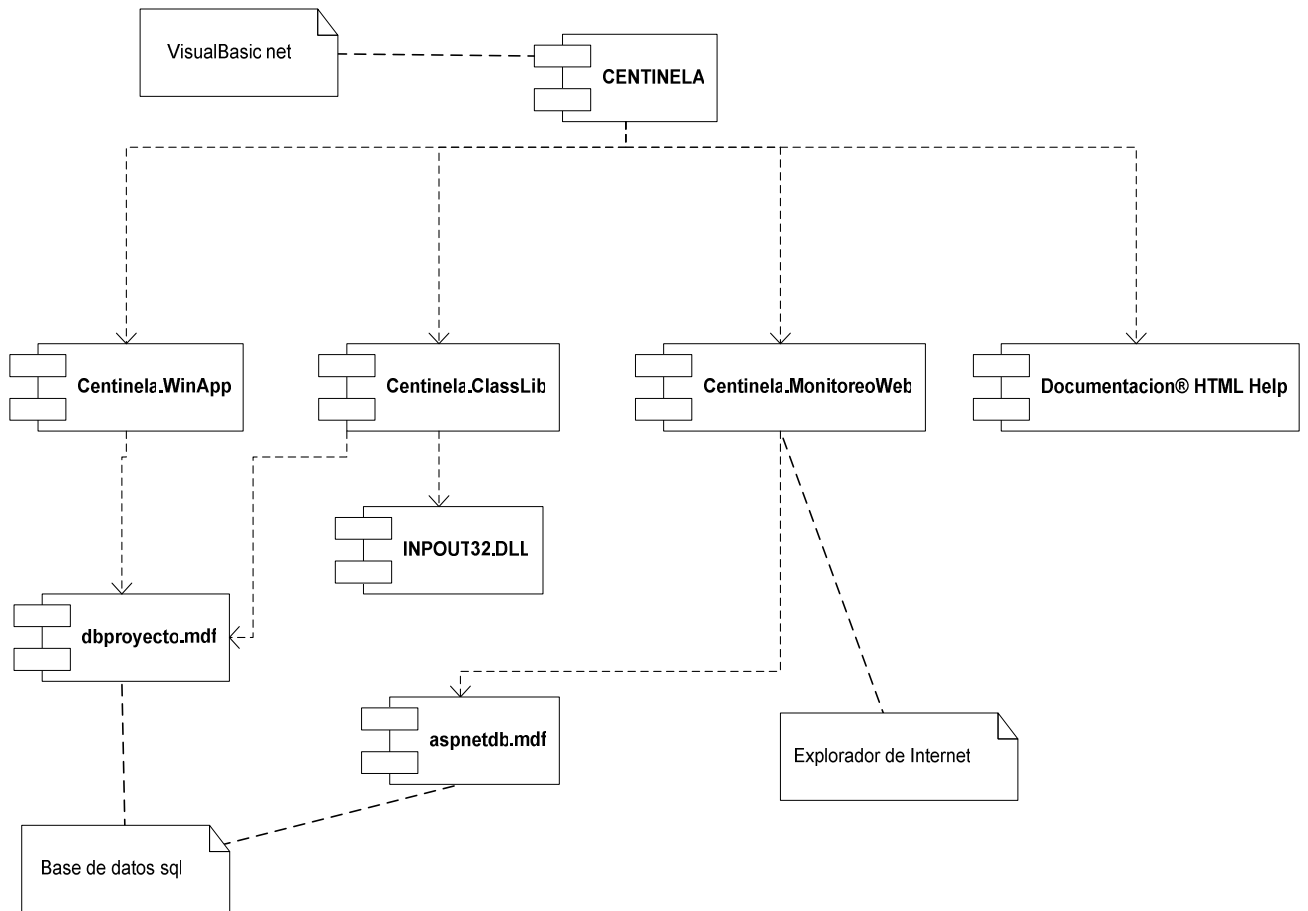 VisualBasic net
CENTINELA
Centinela.WinApp
Centinela.ClassLib
Centinela.MonitoreoWeb
Documentacion® HTML Help
INPOUT32.DLL
dbproyecto.mdf
aspnetdb.mdf
Explorador de Internet
Base de datos sql